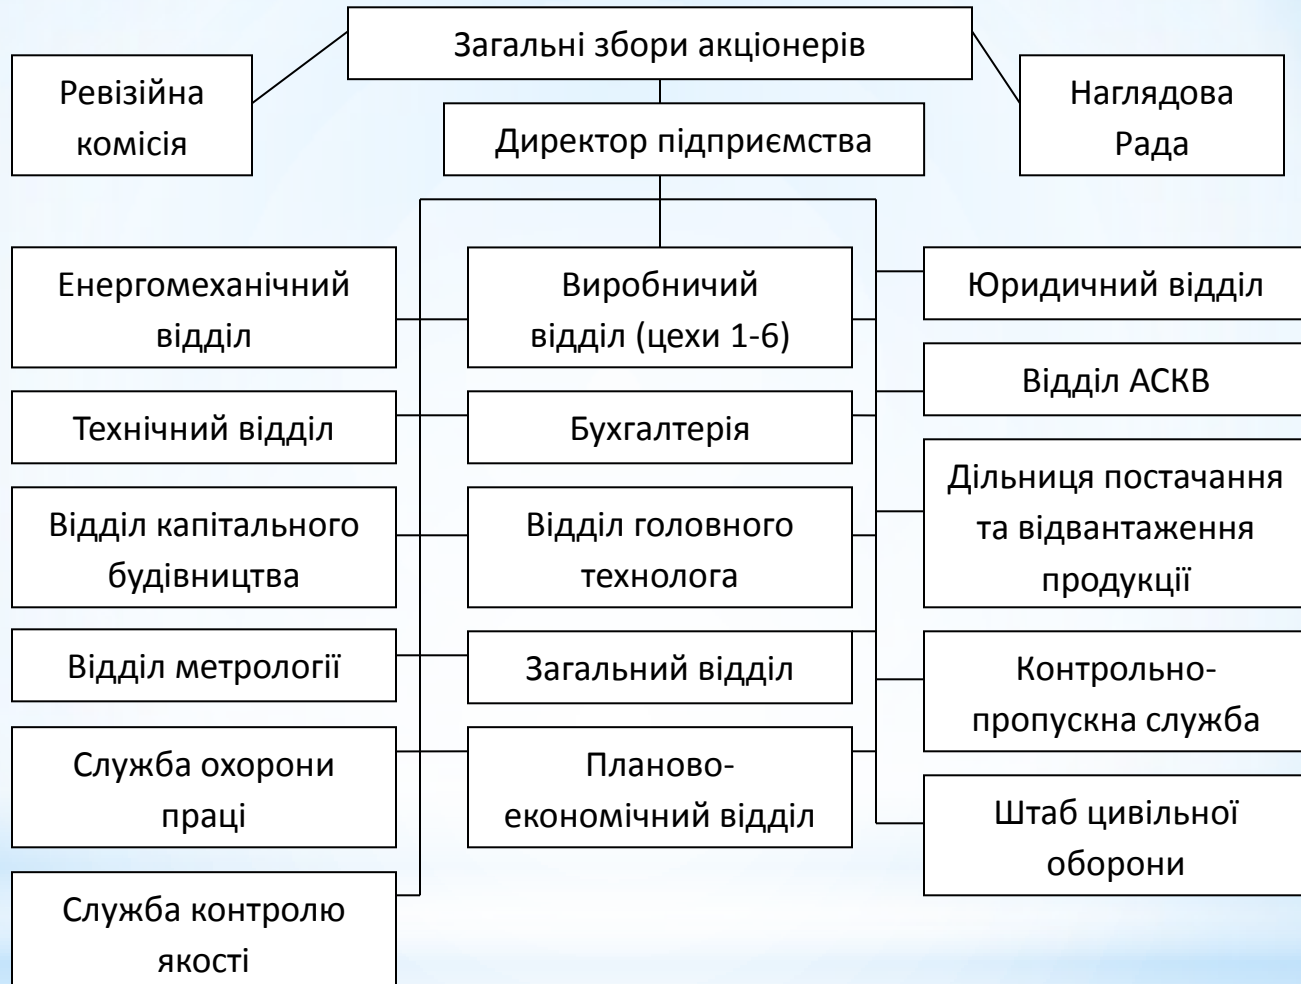 Загальні збори акціонерів
Ревізійна
комісія
Наглядова
Рада
Директор підприємства
Енергомеханічний
відділ
Виробничий
відділ (цехи 1-6)
Юридичний відділ
Технічний відділ
Бухгалтерія
Відділ АСКВ
Відділ капітального
будівництва
Відділ головного
технолога
Дільниця постачання
та відвантаження
продукції
Відділ метрології
Загальний відділ
Контрольно-
пропускна служба
Служба охорони
праці
Планово-
економічний відділ
Штаб цивільної
оборони
Служба контролю
якості